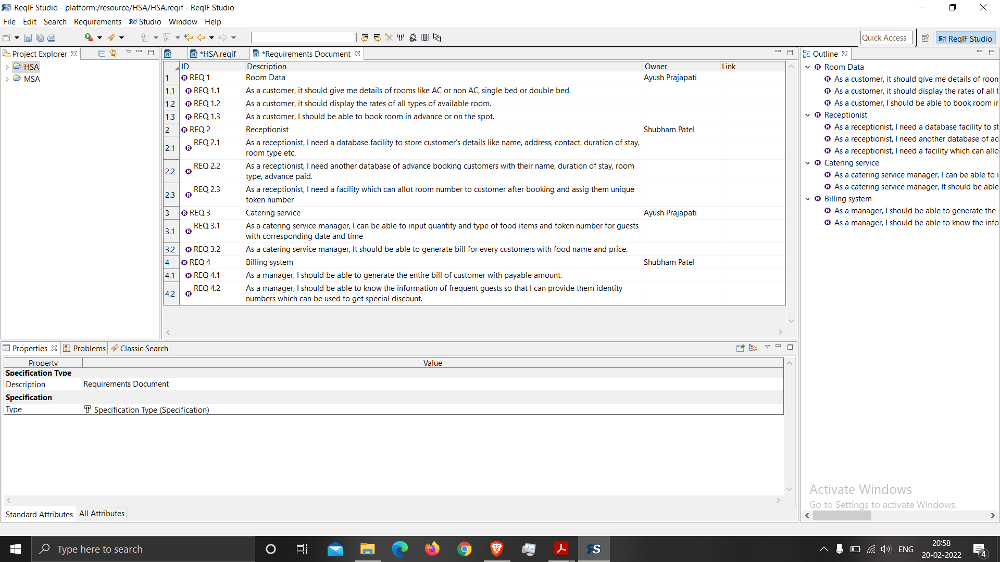 ReqIF Studio - platform:/resource/HSA/HSA.reqif - ReqIF Studio
File Edit Search Requirements Studio Window Help
Quick Access
ReqIF Studio
Project Explorer
HSA
MSA
*HSA.reqif
*Requirements Document
ID Description Owner Link
1 REQ 1 Room Data Ayush Prajapati
1.1 REQ 1.1 As a customer, it should give me details of rooms like AC or non AC, single bed or double bed.
1.2 REQ 1.2 As a customer, it should display the rates of all types of available room.
1.3 REQ 1.3 As a customer, I should be able to book room in advance or on the spot.
2 REQ 2 Receptionist Shubham Patel
2.1 REQ 2.1 As a receptionist, I need a database facility to store customer's details like name, address, contact, duration of stay,
room type etc.
2.2 REQ 2.2 As a receptionist, I need another database of advance booking customers with their name, duration of stay, room
type, advance paid.
2.3 REQ 2.3 As a receptionist, I need a facility which can allot room number to customer after booking and assig them unique
token number
3 REQ 3 Catering service Ayush Prajapati
3.1 REQ 3.1 As a catering service manager, I can be able to input quantity and type of food items and token number for guests
with corresponding date and time
3.2 REQ 3.2 As a catering service manager, It should be able to generate bill for every customers with food name and price.
4 REQ 4 Billing system Shubham Patel
4.1 REQ 4.1 As a manager, I should be able to generate the entire bill of customer with payable amount.
4.2 REQ 4.2 As a manager, I should be able to know the information of frequent guests so that I can provide them identity
numbers which can be used to get special discount.
Outline
Room Data
As a customer, it should give me details of room
As a customer, it should display the rates of all t
As a customer, I should be able to book room ir
Receptionist
As a receptionist, I need a database facility to st
As a receptionist, I need another database of ad
As a receptionist, I need a facility which can allo
Catering service
As a catering service manager, I can be able to i
As a catering service manager, It should be able
Billing system
As a manager, I should be able to generate the
As a manager, I should be able to know the info
Properties Problems Classic Search
Property Value
Specification Type
Description Requirements Document
Specification
Type Specification Type (Specification)
Standard Attributes All Attributes
Activate Windows
Go to Settings to activate Windows.
Type here to search
ENG
20:58
20-02-2022
4